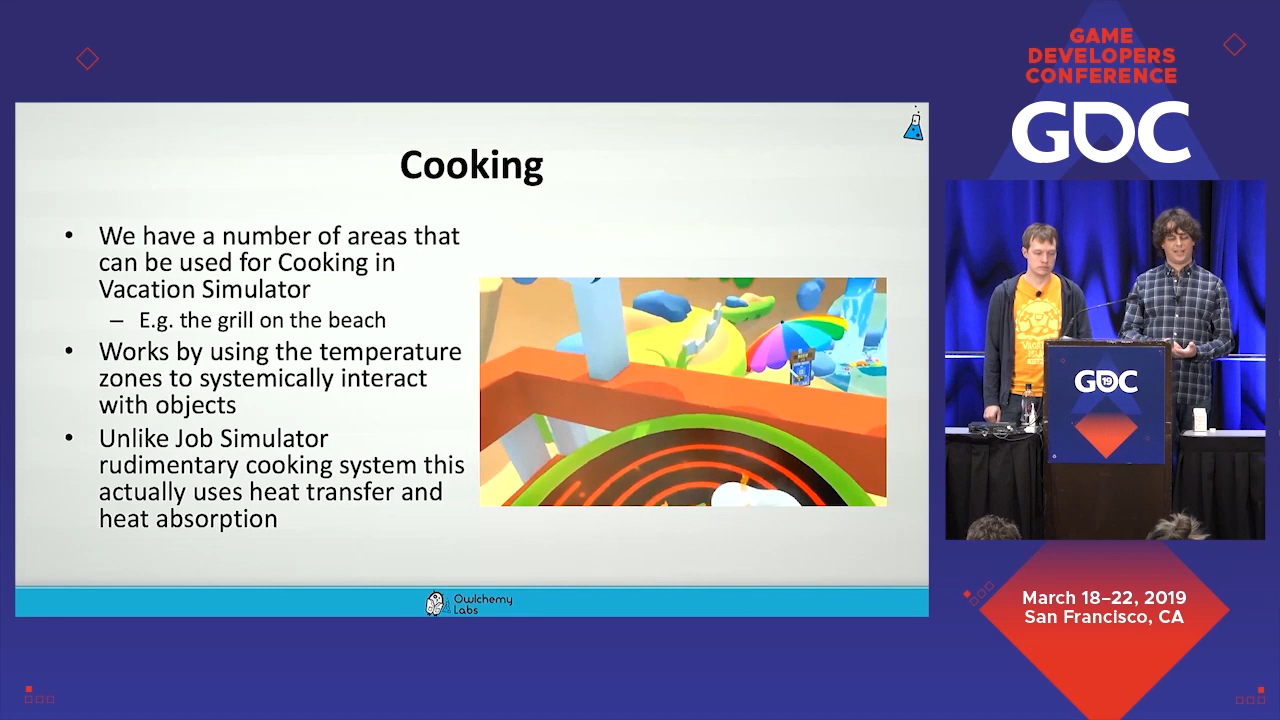 GAME
DEVELOPERS
CONFERENCE
GDC
Cooking
• We have a number of areas that
can be used for Cooking in
Vacation Simulator
– E.g. the grill on the beach
• Works by using the temperature
zones to systemically interact
with objects
• Unlike Job Simulator
rudimentary cooking system this
actually uses heat transfer and
heat absorption
Owlchemy
Labs
GDC
19
March 18–22, 2019
San Francisco, CA